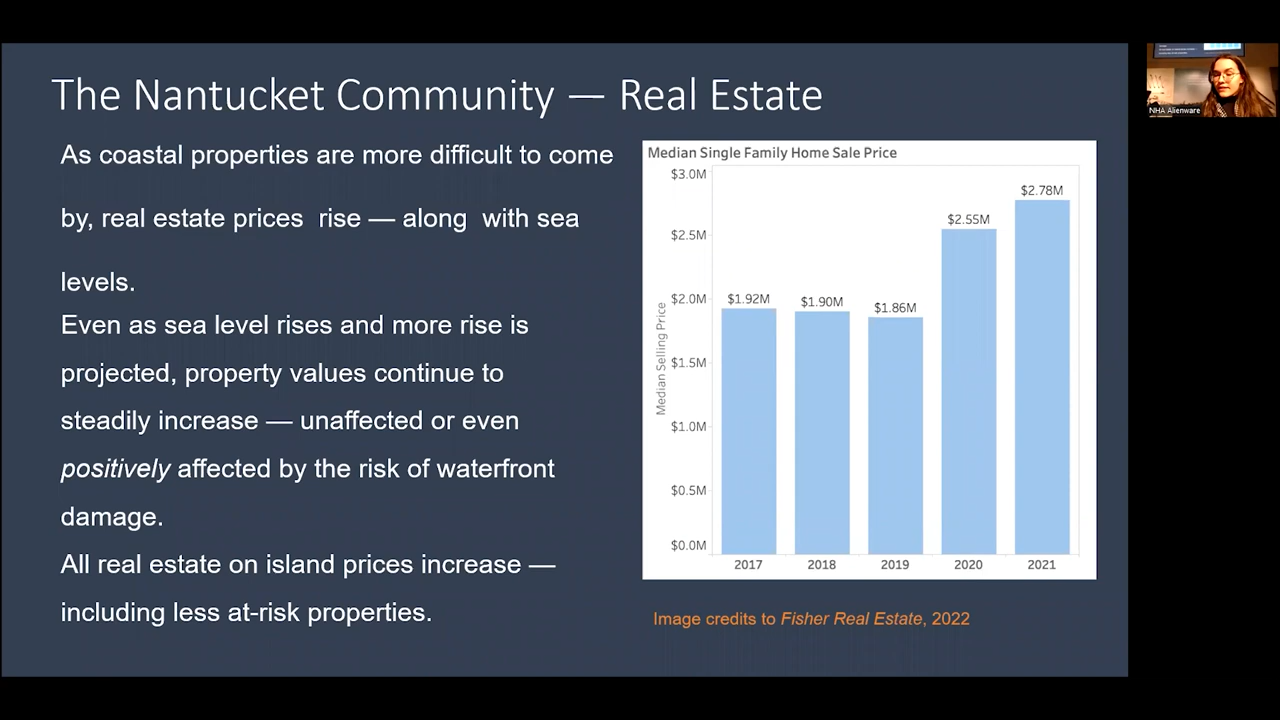 The Nantucket Community — Real Estate
As coastal properties are more difficult to come
by, real estate prices rise — along with sea
levels.
Even as sea level rises and more rise is
projected, property values continue to
steadily increase — unaffected or even
positively affected by the risk of waterfront
damage.
All real estate on island prices increase —
including less at-risk properties.
Median Single Family Home Sale Price
Median Selling Price
$3.0M
$2.5M
$2.0M
$1.5M
$1.0M
$0.5M
$0.0M
$1.92M
$1.90M
$1.86M
$2.55M
$2.78M
2017 2018 2019 2020 2021
Image credits to Fisher Real Estate, 2022
NHA Alienware